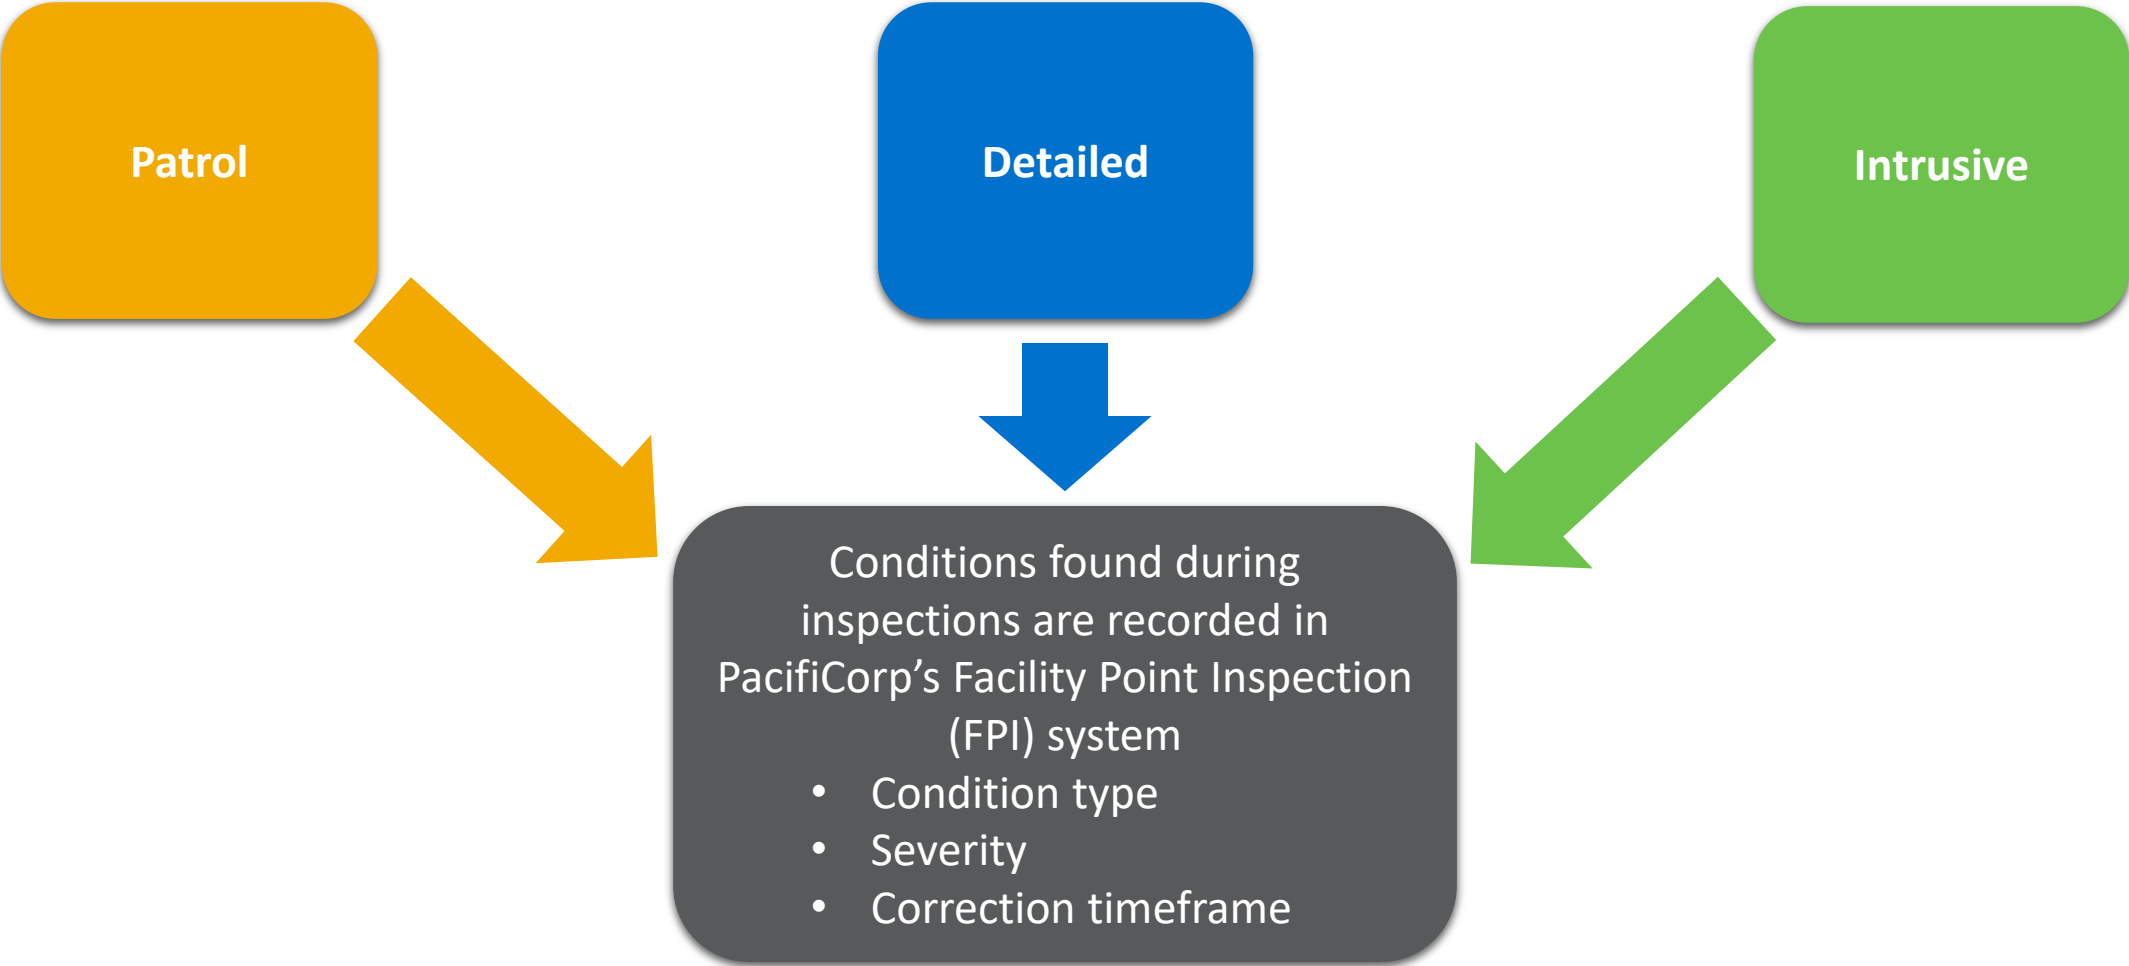 Patrol
Detailed
Intrusive
Conditions found during
inspections are recorded in
PacifiCorp’s Facility Point Inspection
(FPI) system
• Condition type
• Severity
• Correction timeframe